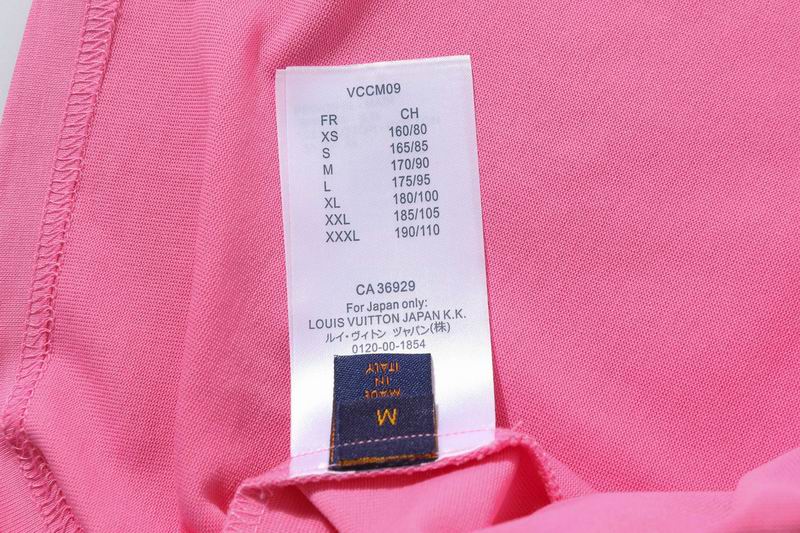 VCCM09
FR CH
XS 160/80
S 165/85
M 170/90
L 175/95
XL 180/100
XXL 185/105
XXXL 190/110
CA 36929
For Japan only:
LOUIS VUITTON JAPAN K.K.
ルイ・ヴィトン ジャパン(株)
0120-00-1854
MADE
IN
ITALY
M